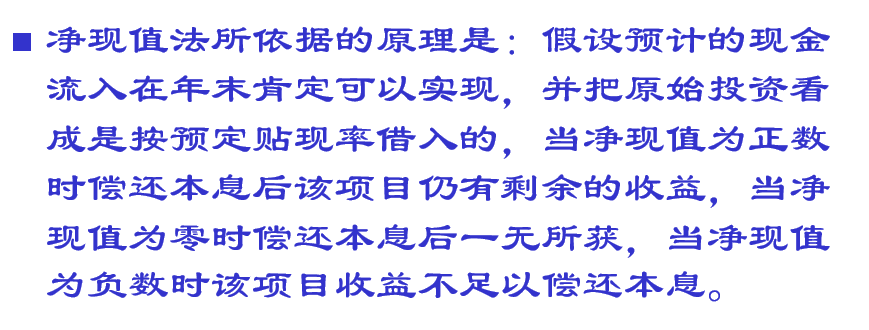 ■ 净现值法所依据的原理是：假设预计的现金
流入在年末肯定可以实现，并把原始投资看
成是按预定贴现率借入的，当净现值为正数
时偿还本息后该项目仍有剩余的收益，当净
现值为零时偿还本息后一无所获，当净现值
为负数时该项目收益不足以偿还本息。